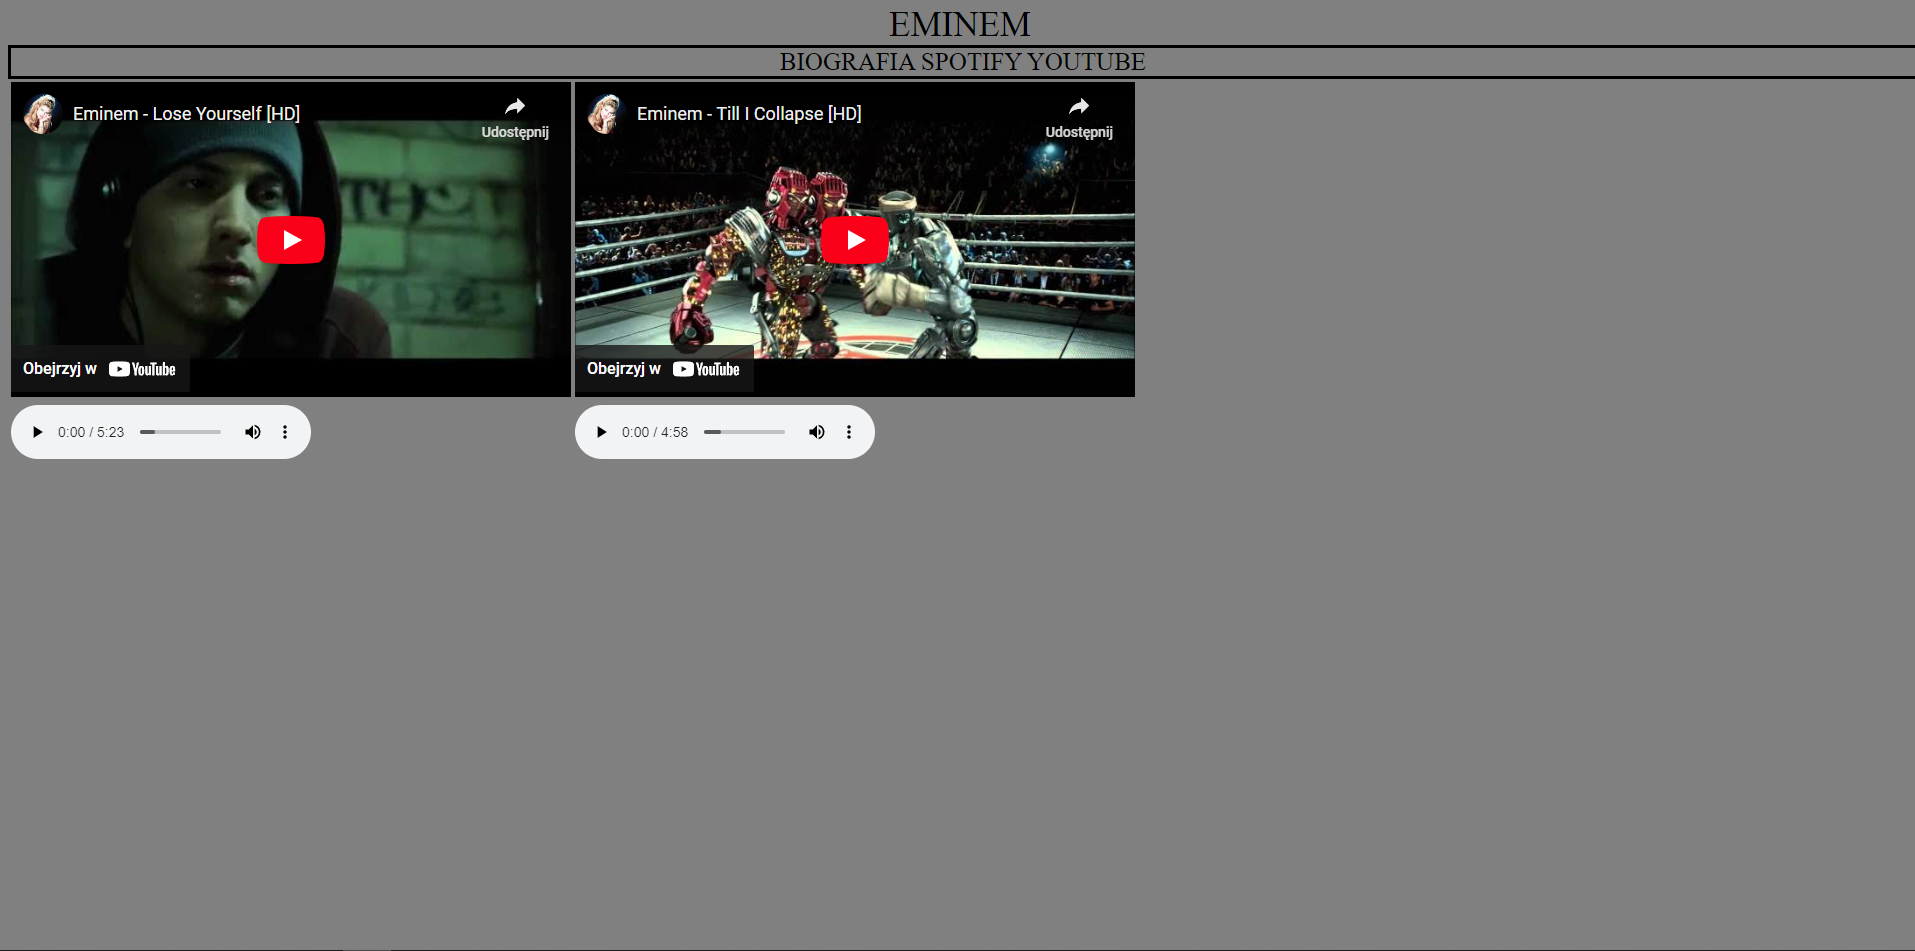 EMINEM
BIOGRAFIA SPOTIFY YOUTUBE
Eminem - Lose Yourself [HD]
Udostępnij
Obejrzyj w YouTube
Eminem - Till I Collapse [HD]
Udostępnij
Obejrzyj w YouTube
0:00 / 5:23
0:00 / 4:58